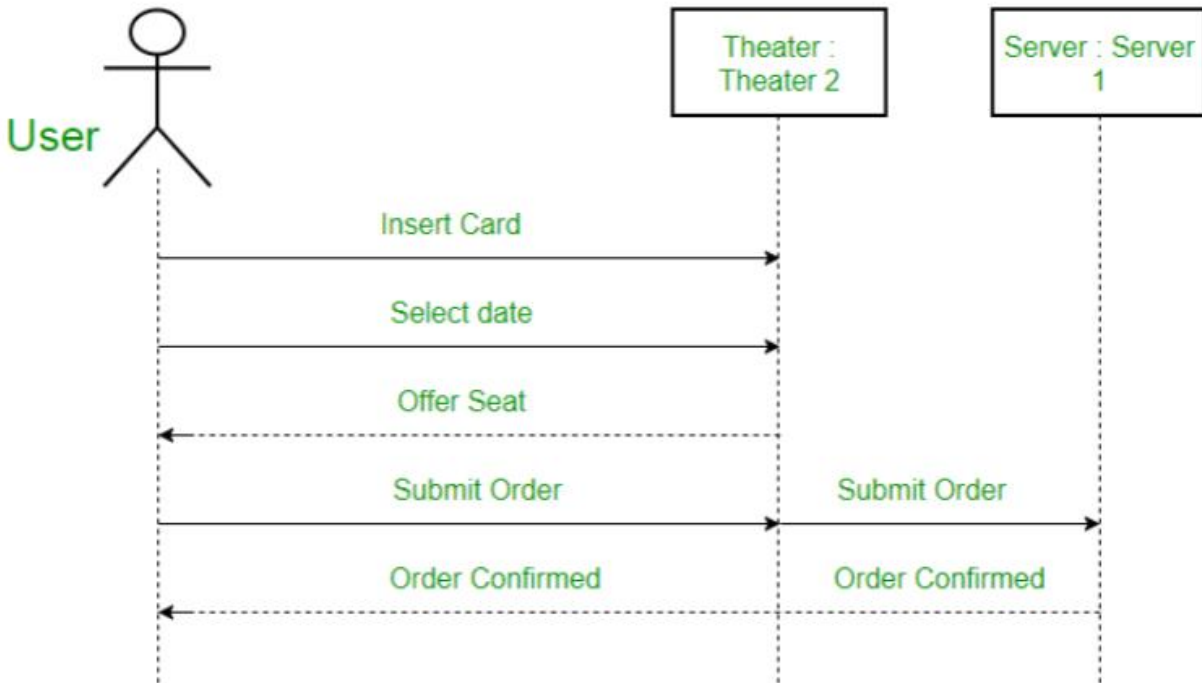 Theater :
Theater 2
Server : Server
1
User
Insert Card
Select date
Offer Seat
Submit Order
Submit Order
Order Confirmed
Order Confirmed